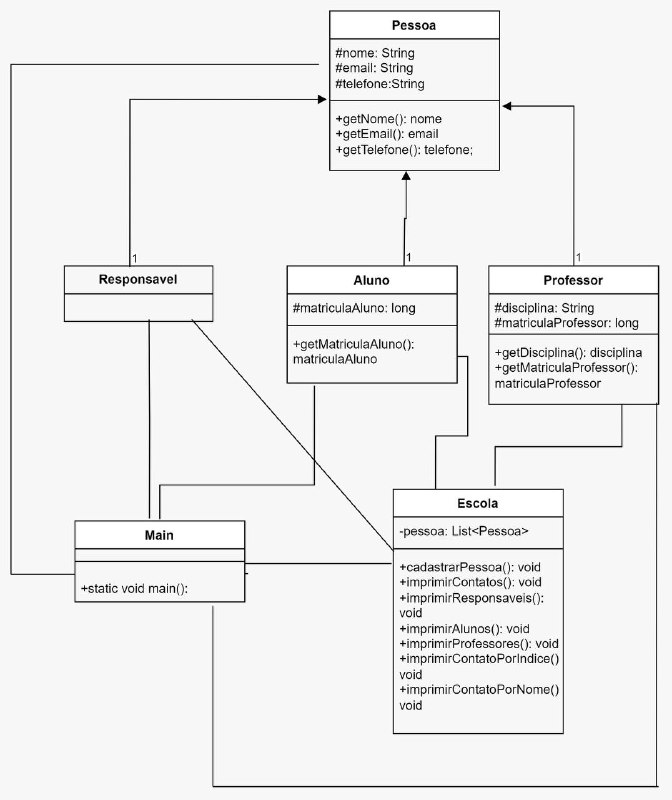 Pessoa
#nome: String
#email: String
#telefone:String
+getNome(): nome
+getEmail(): email
+getTelefone(): telefone;
1
1
1
Responsavel
Aluno
#matriculaAluno: long
+getMatriculaAluno():
matriculaAluno
Professor
#disciplina: String
#matriculaProfessor: long
+getDisciplina(): disciplina
+getMatriculaProfessor():
matriculaProfessor
Main
+static void main():
Escola
-pessoa: List<Pessoa>
+cadastrarPessoa(): void
+imprimirContatos(): void
+imprimirResponsaveis():
void
+imprimirAlunos(): void
+imprimirProfessores(): void
+imprimirContatoPorIndice()
void
+imprimirContatoPorNome()
void